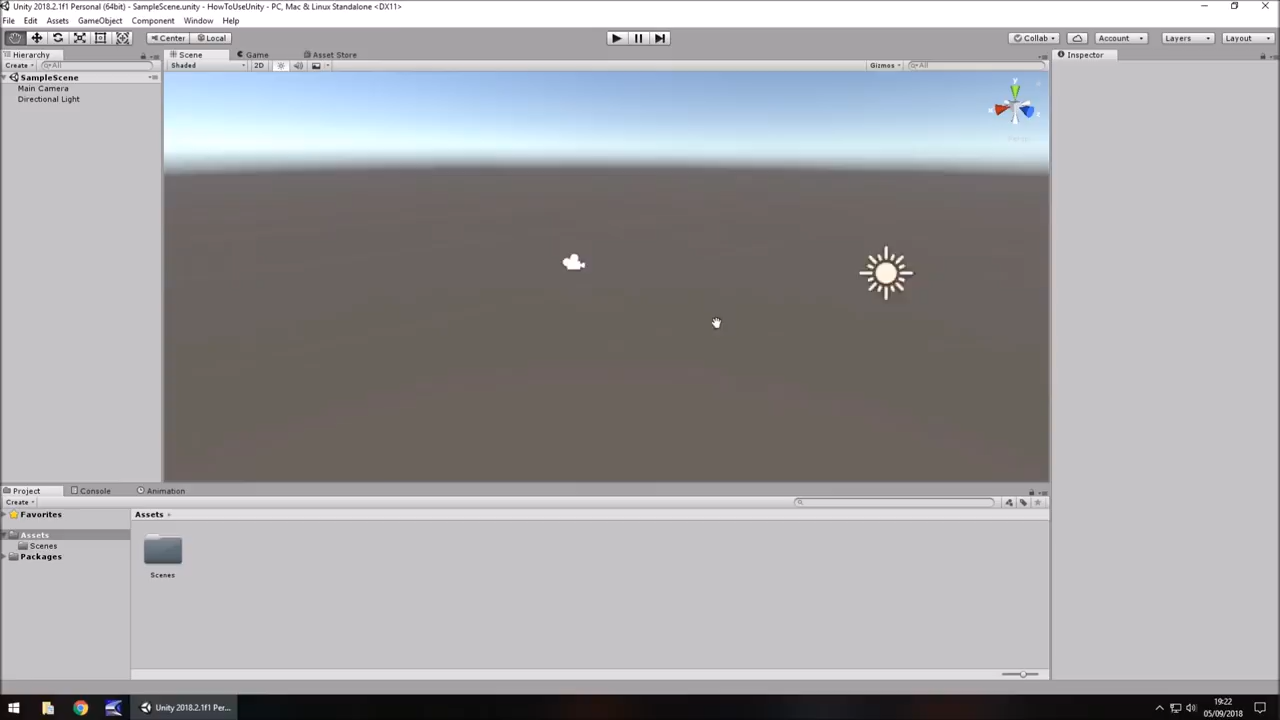 Unity 2018.2.1f1 Personal (64bit) - SampleScene.unity - HowToUseUnity - PC, Mac & Linux Standalone <DX11>
File Edit Assets GameObject Component Window Help
Center Local Collab Account Layers Layout
Hierarchy Scene Game Asset Store Inspector
Create All Shaded 2D Gizmos All
SampleScene
Main Camera
Directional Light
y
x z
Persp
Project Console Animation
Create
Favorites Assets
Assets
Scenes
Packages
Scenes
Unity 2018.2.1f1 Per...
19:22
05/09/2018